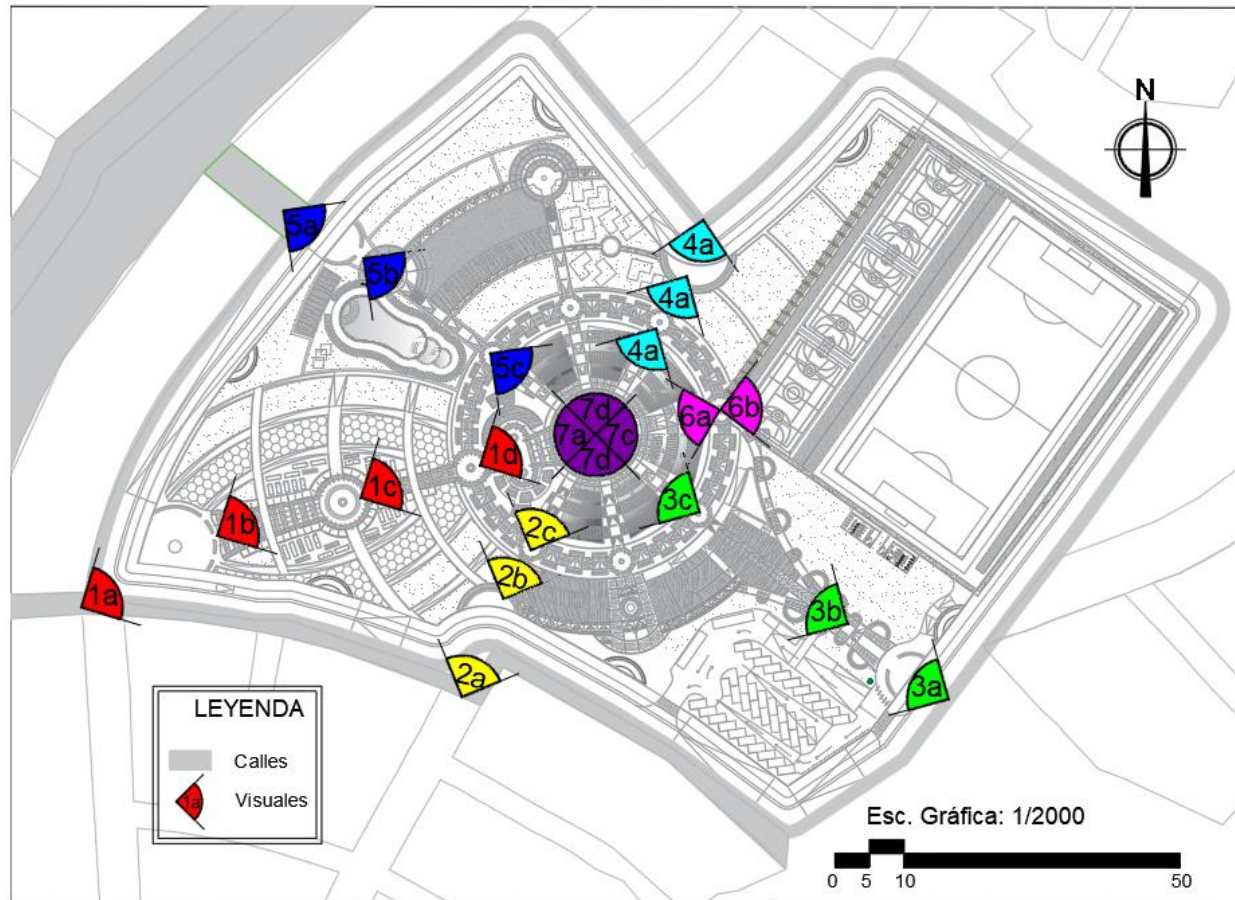 N
5a
5b
4a
4a
4a
5c
7d
7a
7c
7d
6a
6b
1d
1c
1b
1a
2c
2b
2a
3c
3b
3a
LEYENDA
Calles
1a
Visuales
Esc. Gráfica: 1/2000
0 5 10 50